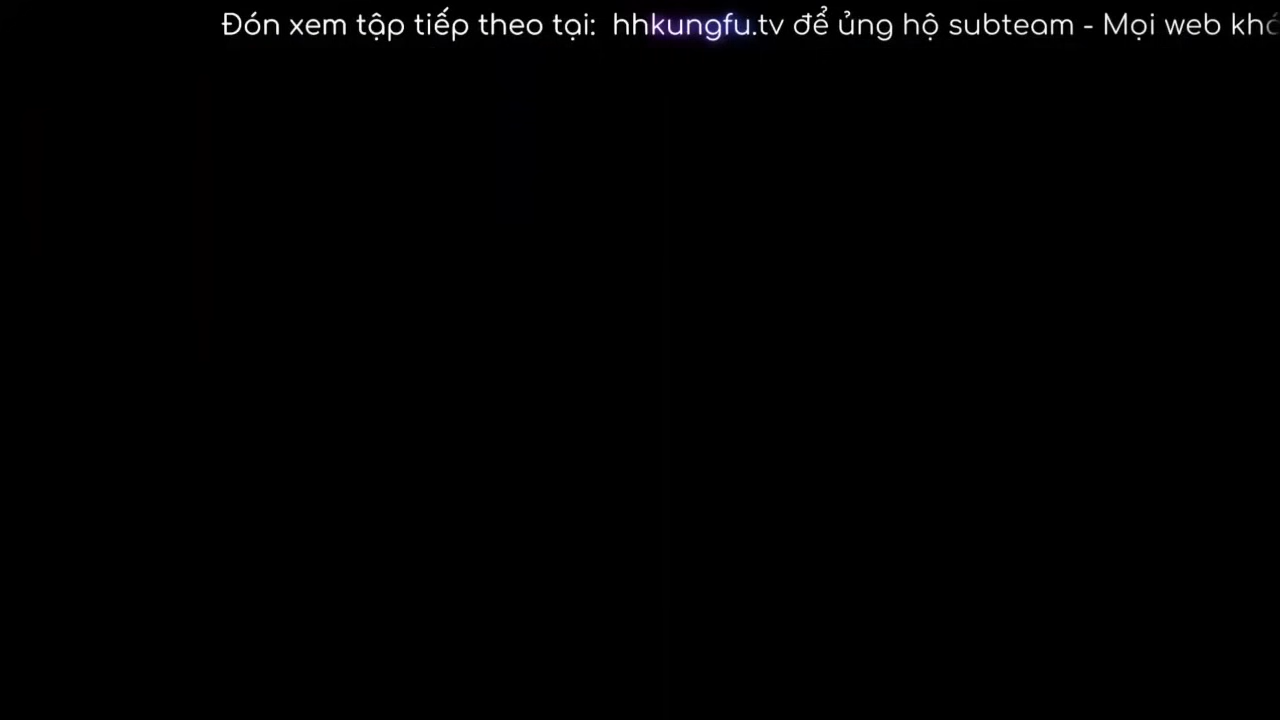 Đón xem tập tiếp theo tại: hhkungfu.tv để ủng hộ subteam - Mọi web